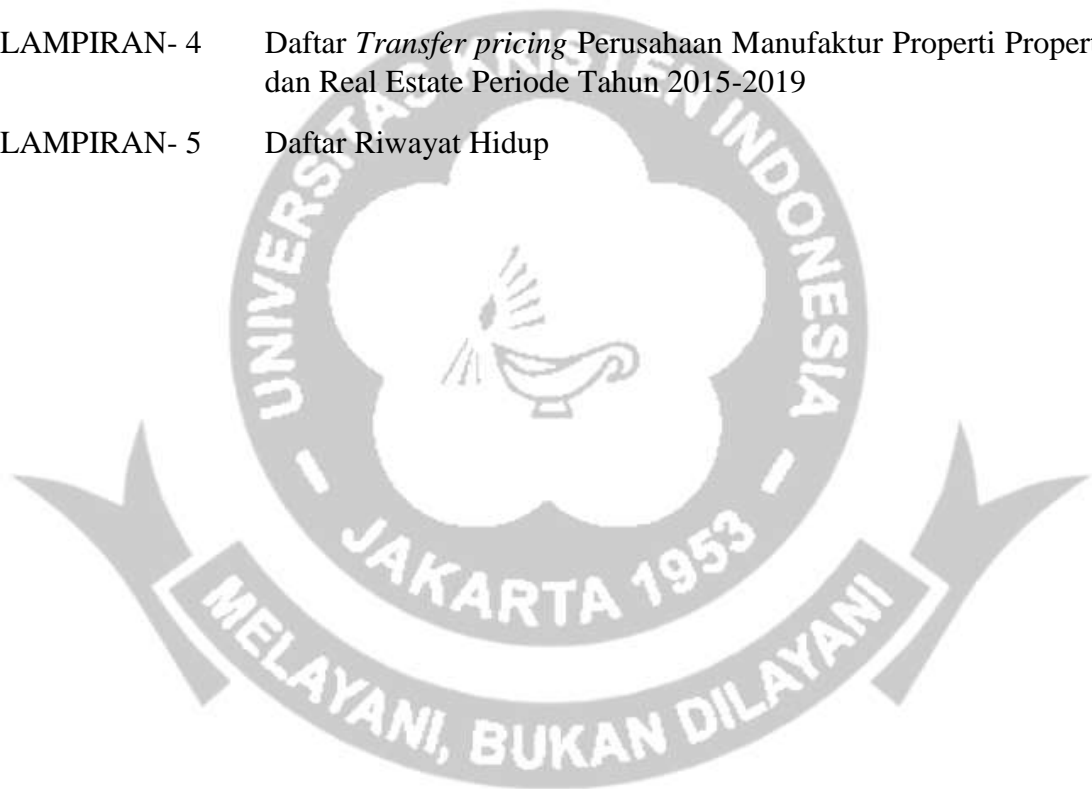 LAMPIRAN- 4 Daftar Transfer pricing Perusahaan Manufaktur Properti Proper
dan Real Estate Periode Tahun 2015-2019
LAMPIRAN- 5 Daftar Riwayat Hidup
UNIVERSITAS KRISTEN INDONESIA
JAKARTA 1953
MELAYANI, BUKAN DILAYANI